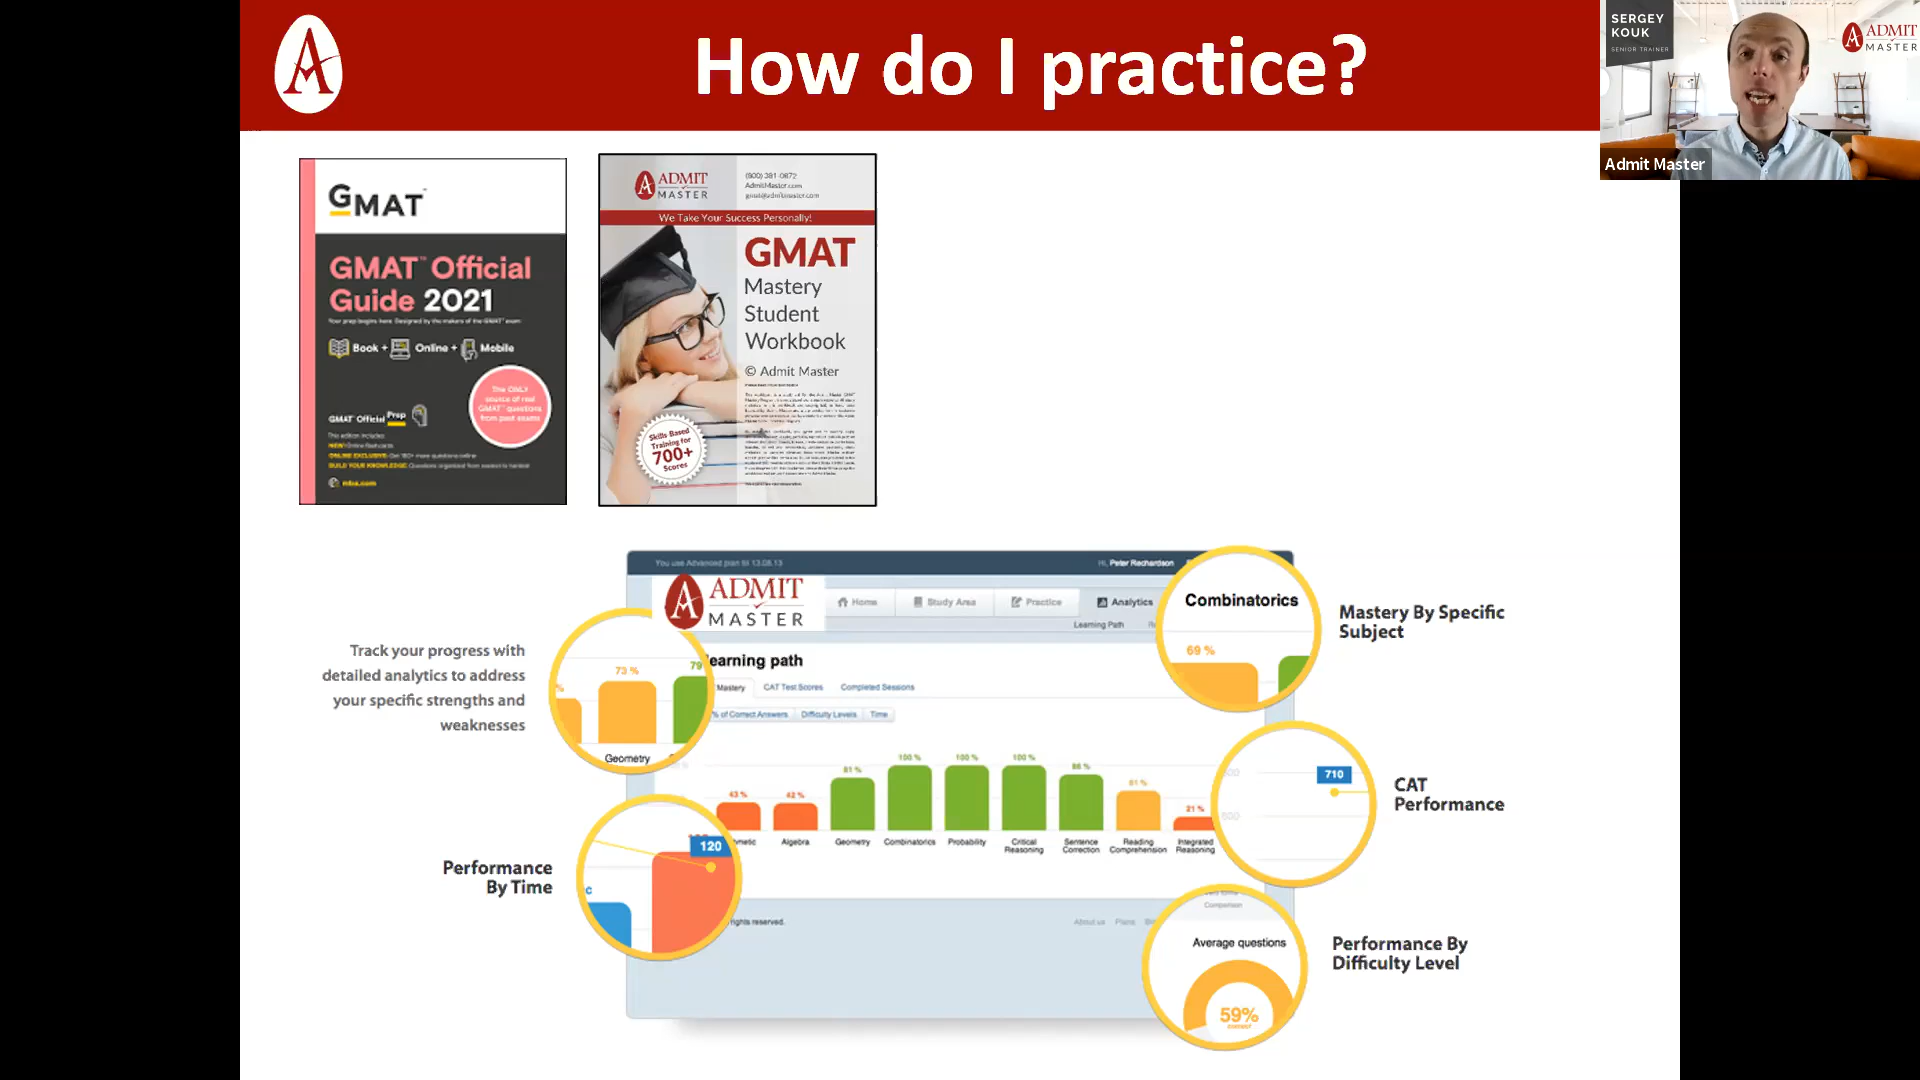 How do I practice?
SERGEY
KOUK
SENIOR TRAINER
ADMIT
MASTER
Admit Master
GMAT
GMAT Official
Guide 2021
Your prep begins here. Designed by the makers of the GMAT exam
Book + Online + Mobile
The ONLY
source of real
GMAT questions
from past exams
GMAT Official Prep
This edition includes:
NEW! Online flashcards
BUILD YOUR KNOWLEDGE: Questions organized from easiest to hardest
mba.com
ADMIT
MASTER
(800) 381-0872
AdmitMaster.com
gmat@admitmaster.com
We Take Your Success Personally!
GMAT
Mastery
Student
Workbook
© Admit Master
Skills Based
Training for
700+
Scores
You use Advanced plan till 13.08.13
Hi, Peter Rechardson
ADMIT
MASTER
Home
Study Area
Practice
Analytics
Learning Path
learning path
Mastery
CAT Test Scores
Completed Sessions
% of Correct Answers
Difficulty Levels
Time
43 %
42 %
81 %
100 %
100 %
100 %
86 %
61 %
21 %
metic
Algebra
Geometry
Combinatorics
Probability
Critical
Reasoning
Sentence
Correction
Reading
Comprehension
Integrated
Reasoning
rights reserved.
About us
Plans
Track your progress with
detailed analytics to address
your specific strengths and
weaknesses
73 %
79
Geometry
Performance
By Time
120
Combinatorics
69 %
Mastery By Specific
Subject
710
CAT
Performance
Comparison
Average questions
59%
Performance By
Difficulty Level